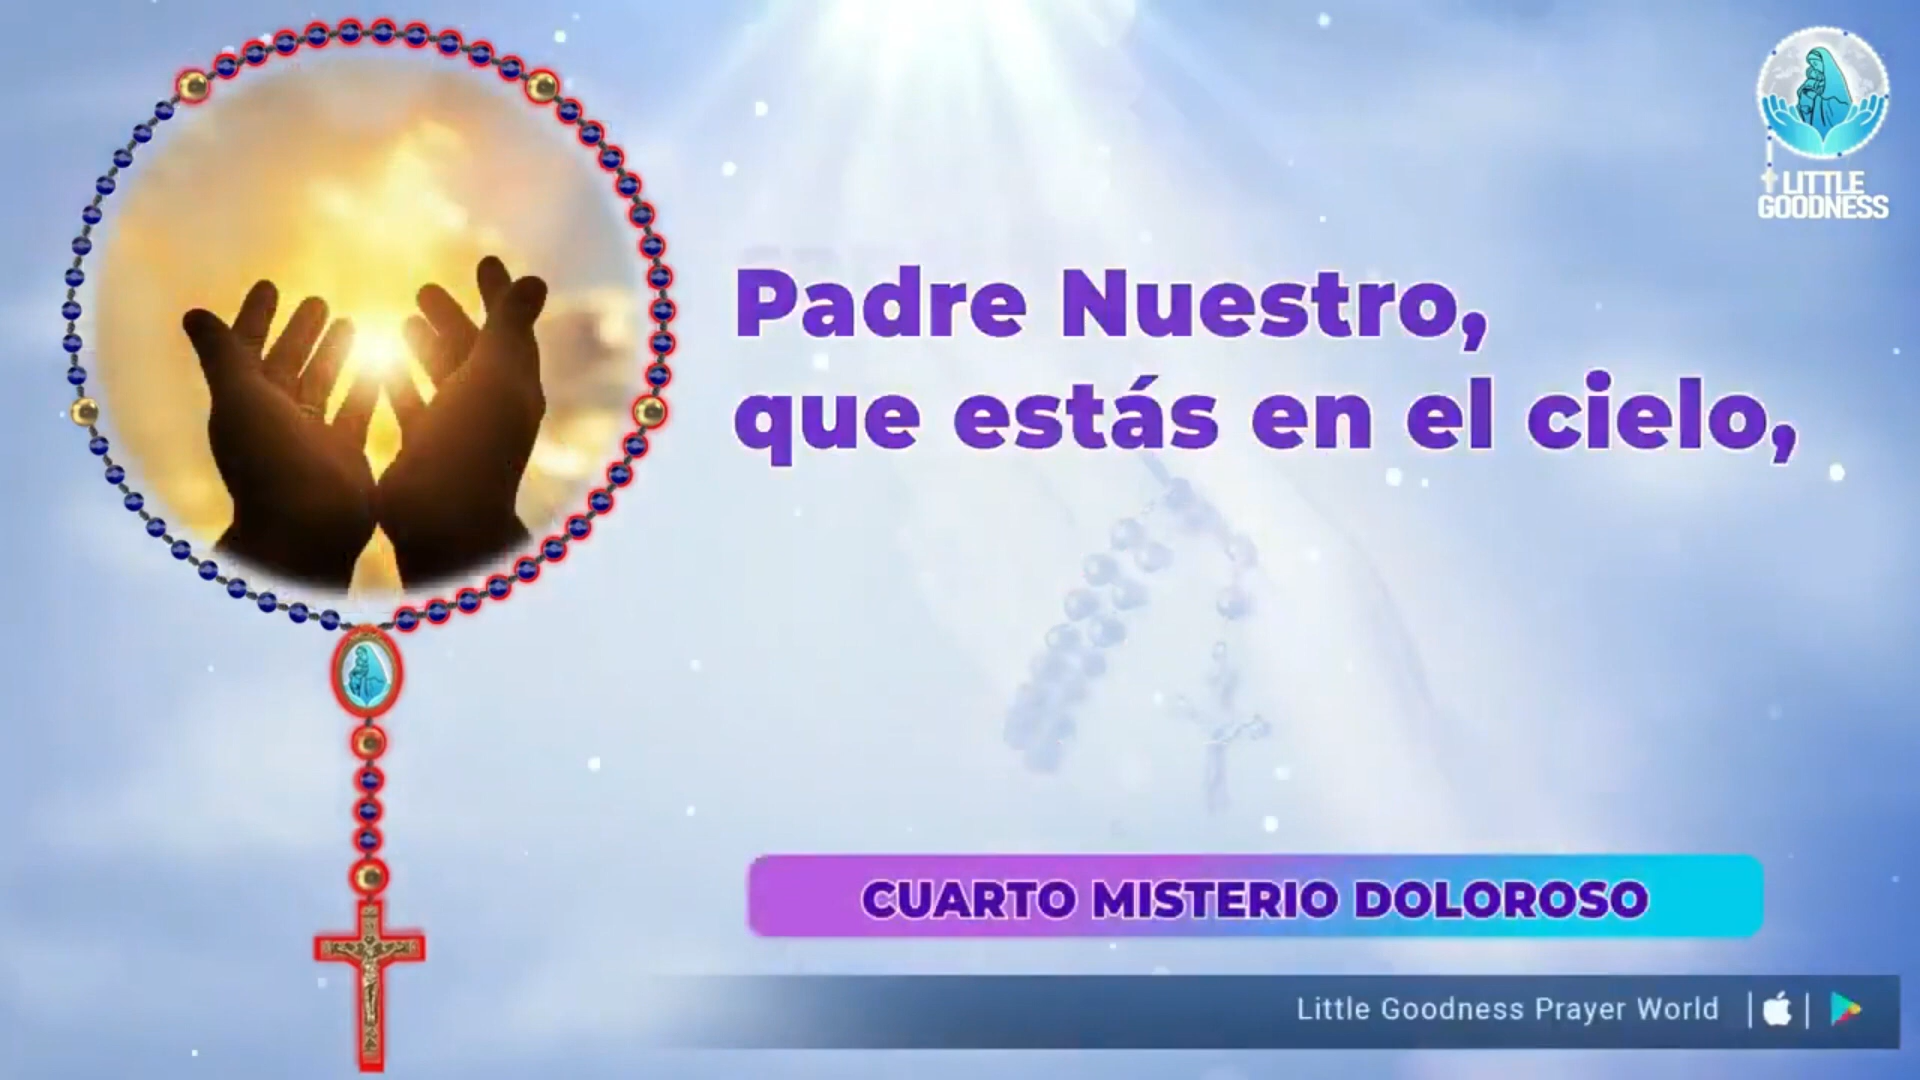 LITTLE
GOODNESS
Padre Nuestro,
que estás en el cielo,
CUARTO MISTERIO DOLOROSO
Little Goodness Prayer World